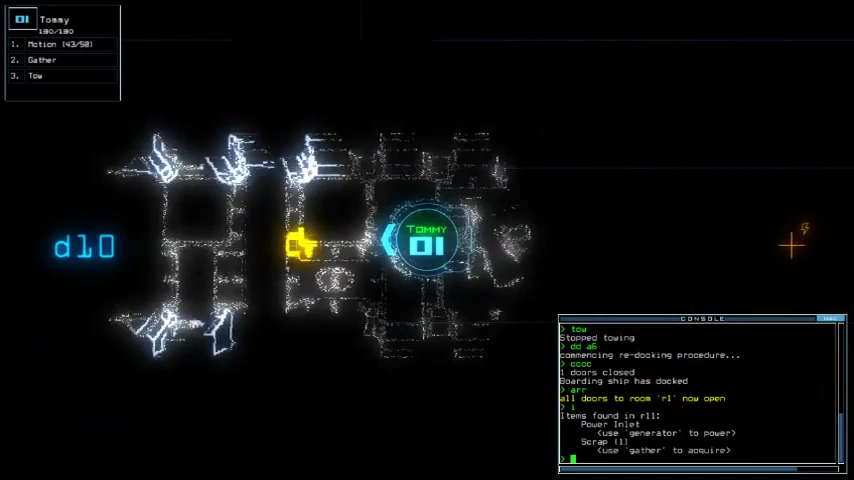 01 Tommy
180/180
1. Motion (43/50)
2. Gather
3. Tow
d10
TOMMY
01
CONSOLE
> tow
Stopped towing
> dd a6
commencing re-docking procedure...
> cccc
1 doors closed
Boarding ship has docked
> arr
all doors to room 'r1' now open
> i
Items found in r11:
Power Inlet
<use 'generator' to power>
Scrap (1)
<use 'gather' to acquire>
>